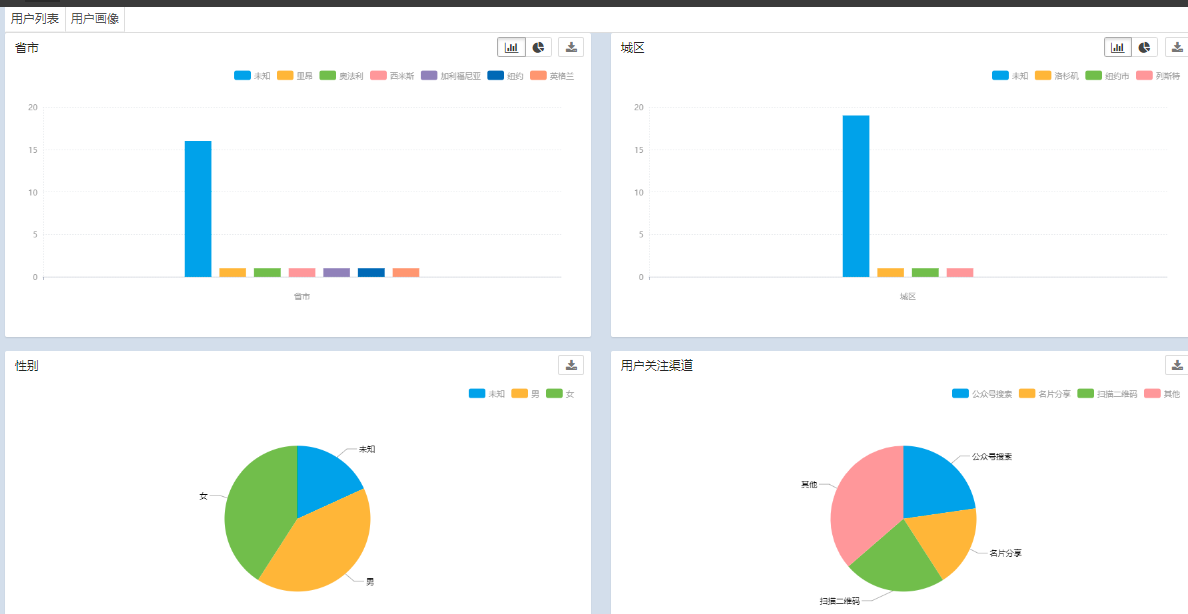 用户列表 用户画像
省市
未知 里昂 费法利 西米斯 加利福尼亚 纽约 英格兰
20
15
10
5
0
省市
城区
未知 洛杉矶 纽约市 列斯特
20
15
10
5
0
城区
性别
未知 男 女
未知
女
男
用户关注渠道
公众号搜索 名片分享 扫描二维码 其他
公众号搜索
其他
名片分享
扫描二维码